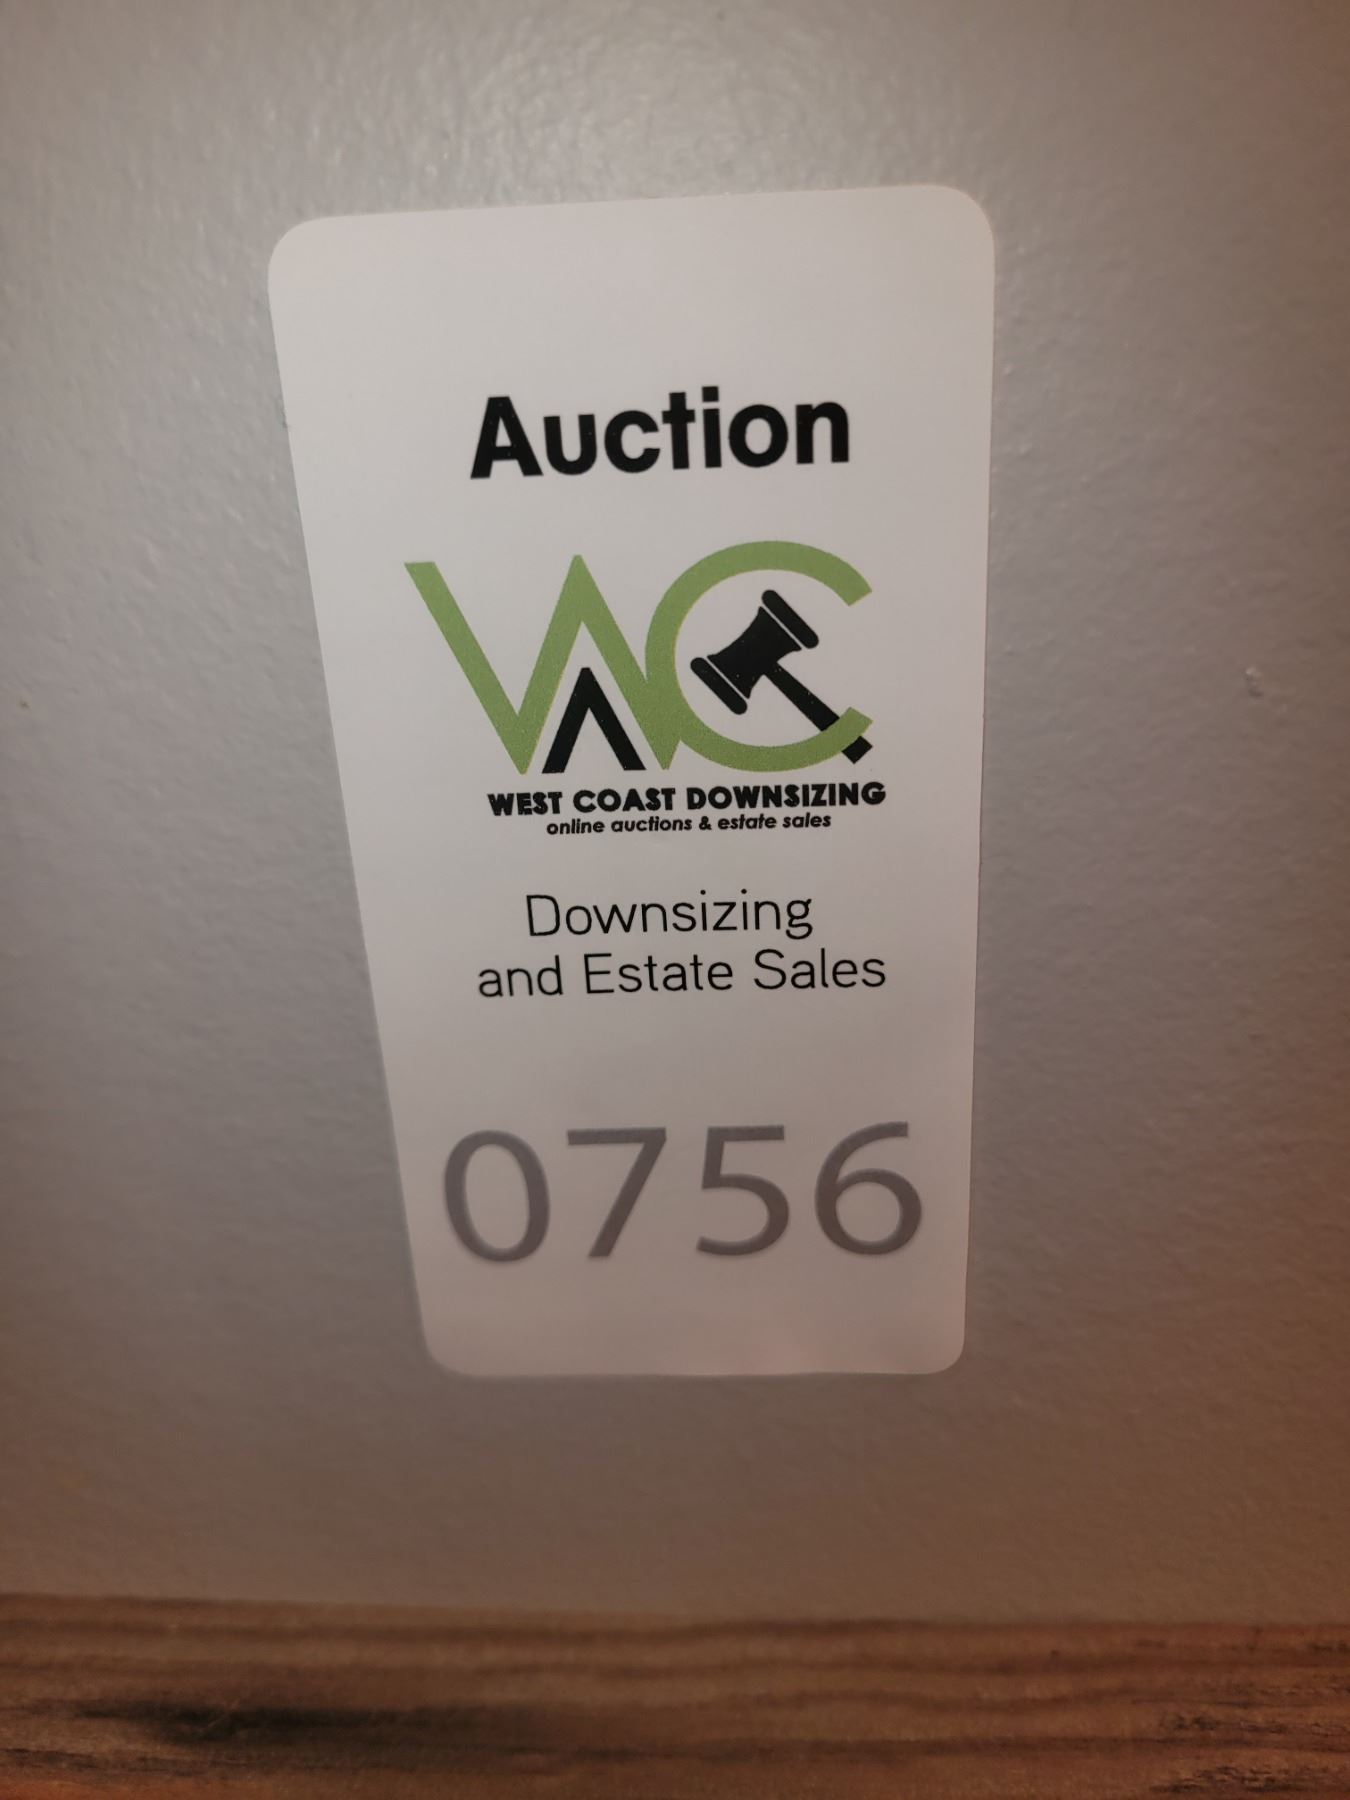 Auction
WC
WEST COAST DOWNSIZING
online auctions & estate sales
Downsizing
and Estate Sales
0756